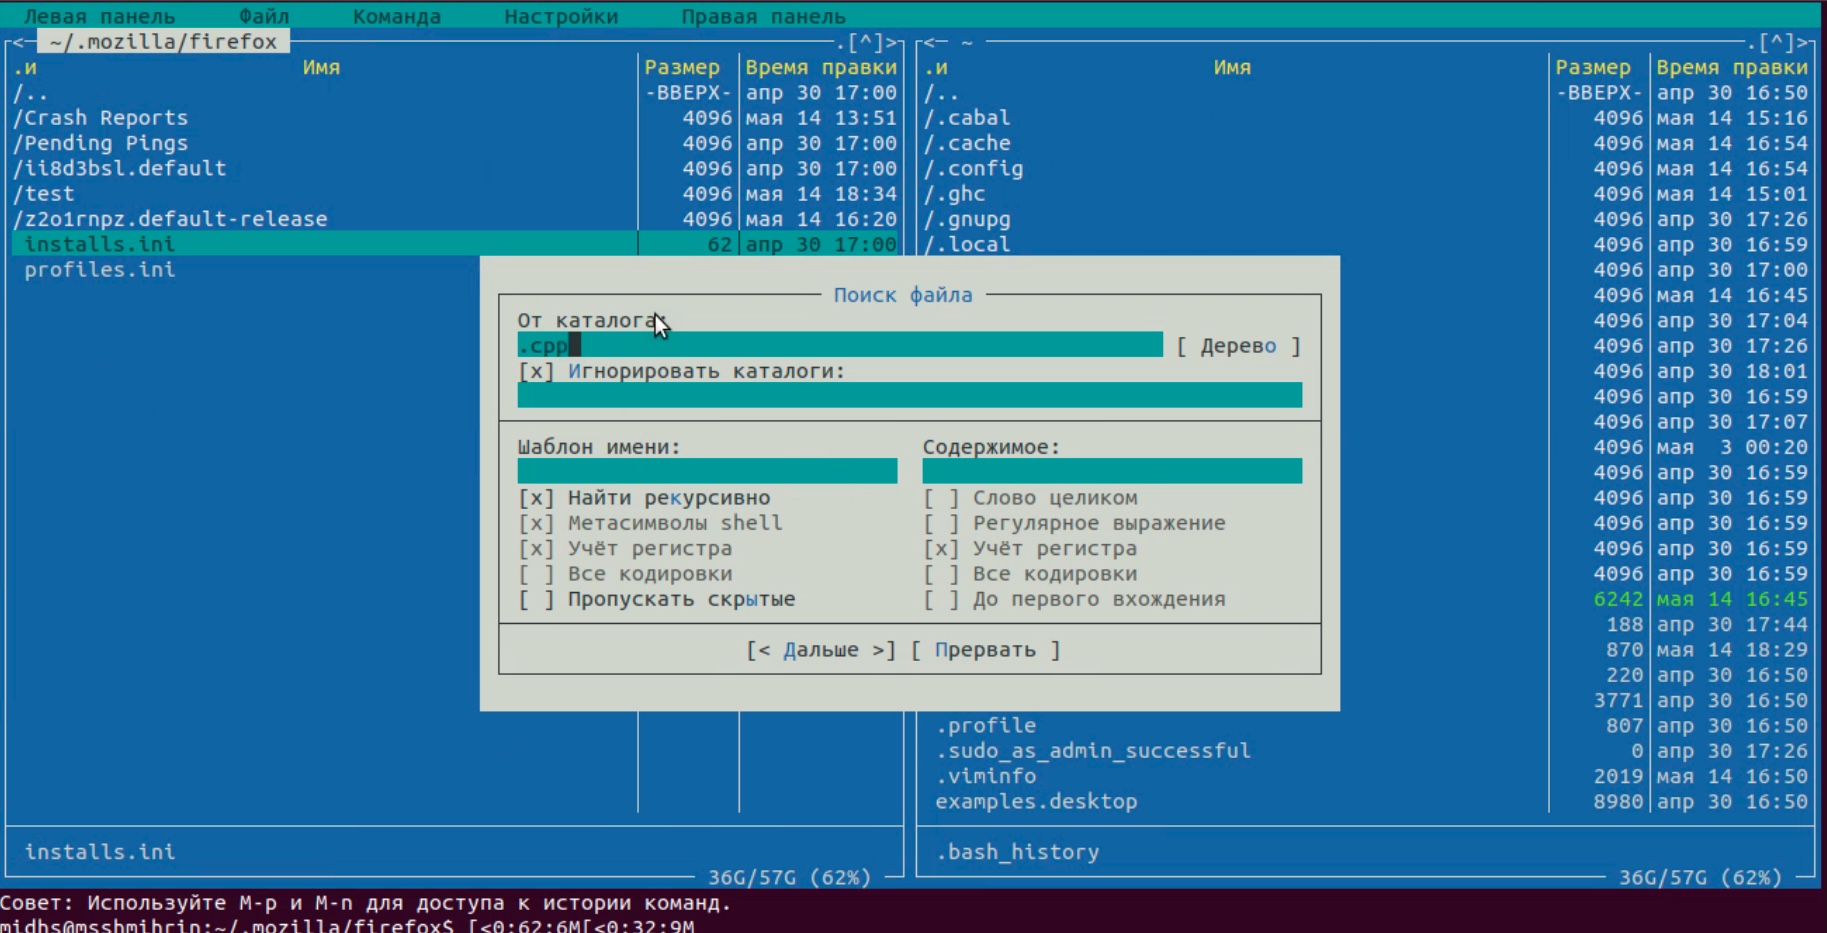 Левая панель Файл Команда Настройки Правая панель
<─ ~/.mozilla/firefox .[^]> <─ ~ .[^]>
.и Имя Размер Время правки .и Имя Размер Время правки
/.. -ВВЕРХ- апр 30 17:00 /.. -ВВЕРХ- апр 30 16:50
/Crash Reports 4096 мая 14 13:51 /.cabal 4096 мая 14 15:16
/Pending Pings 4096 апр 30 17:00 /.cache 4096 мая 14 16:54
/ii8d3bsl.default 4096 апр 30 17:00 /.config 4096 мая 14 16:54
/test 4096 мая 14 18:34 /.ghc 4096 мая 14 15:01
/z2o1rnpz.default-release 4096 мая 14 16:20 /.gnupg 4096 апр 30 17:26
installs.ini 62 апр 30 17:00 /.local 4096 апр 30 16:59
profiles.ini 4096 апр 30 17:00
Поиск файла 4096 мая 14 16:45
От каталога: 4096 апр 30 17:04
.cpp [ Дерево ] 4096 апр 30 17:26
[x] Игнорировать каталоги: 4096 апр 30 18:01
4096 апр 30 16:59
4096 апр 30 17:07
Шаблон имени: Содержимое: 4096 мая 3 00:20
4096 апр 30 16:59
[x] Найти рекурсивно [ ] Слово целиком 4096 апр 30 16:59
[x] Метасимволы shell [ ] Регулярное выражение 4096 апр 30 16:59
[x] Учёт регистра [x] Учёт регистра 4096 апр 30 16:59
[ ] Все кодировки [ ] Все кодировки 4096 апр 30 16:59
[ ] Пропускать скрытые [ ] До первого вхождения 6242 мая 14 16:45
188 апр 30 17:44
[< Дальше >] [ Прервать ] 870 мая 14 18:29
220 апр 30 16:50
3771 апр 30 16:50
.profile 807 апр 30 16:50
.sudo_as_admin_successful 0 апр 30 17:26
.viminfo 2019 мая 14 16:50
examples.desktop 8980 апр 30 16:50
installs.ini .bash_history
36G/57G (62%) 36G/57G (62%)
Совет: Используйте M-p и M-n для доступа к истории команд.
midhs@msshmihrin:~/.mozilla/firefox$ [<0;62;6M[<0;32;9M